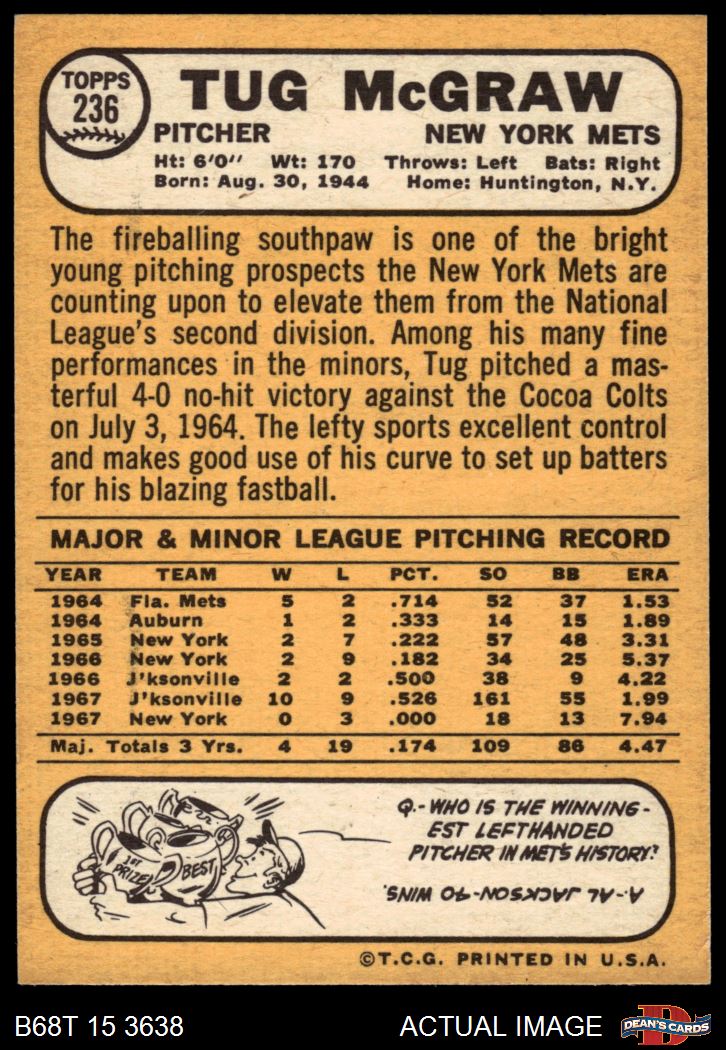 TOPPS
236
TUG McGRAW
PITCHER NEW YORK METS
Ht: 6'0" Wt: 170 Throws: Left Bats: Right
Born: Aug. 30, 1944 Home: Huntington, N.Y.
The fireballing southpaw is one of the bright
young pitching prospects the New York Mets are
counting upon to elevate them from the National
League's second division. Among his many fine
performances in the minors, Tug pitched a mas-
terful 4-0 no-hit victory against the Cocoa Colts
on July 3, 1964. The lefty sports excellent control
and makes good use of his curve to set up batters
for his blazing fastball.
MAJOR & MINOR LEAGUE PITCHING RECORD
YEAR TEAM W L PCT. SO BB ERA
1964 Fla. Mets 5 2 .714 52 37 1.53
1964 Auburn 1 2 .333 14 15 1.89
1965 New York 2 7 .222 57 48 3.31
1966 New York 2 9 .182 34 25 5.37
1966 J'ksonville 2 2 .500 38 9 4.22
1967 J'ksonville 10 9 .526 161 55 1.99
1967 New York 0 3 .000 18 13 7.94
Maj. Totals 3 Yrs. 4 19 .174 109 86 4.47
1ST PRIZE
BEST
Q.-WHO IS THE WINNING-
EST LEFTHANDED
PITCHER IN METS HISTORY?
A-AL JACKSON-40 WINS.
©T.C.G. PRINTED IN U.S.A.
B68T 15 3638 ACTUAL IMAGE
D
DEAN'S CARDS